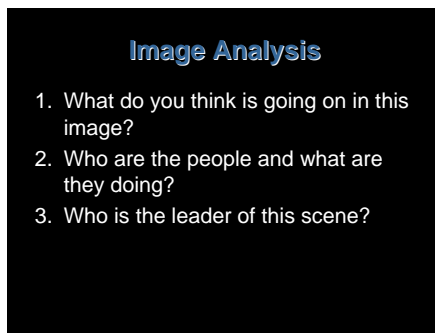 Image Analysis
1. What do you think is going on in this
image?
2. Who are the people and what are
they doing?
3. Who is the leader of this scene?